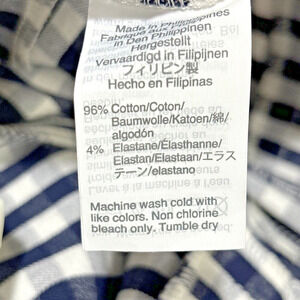 Made in Philippines
Fabriqué aux Philippines
In Den Philippinen
Hergestellt
Vervaardigd in Filipijnen
フィリピン製
Hecho en Filipinas
96% Cotton/Coton/
Baumwolle/Katoen/綿/
algodón
4% Elastane/Élasthanne/
Elastan/Elastaan/エラス
テーン/elastano
Machine wash cold with
like colors. Non chlorine
bleach only. Tumble dry